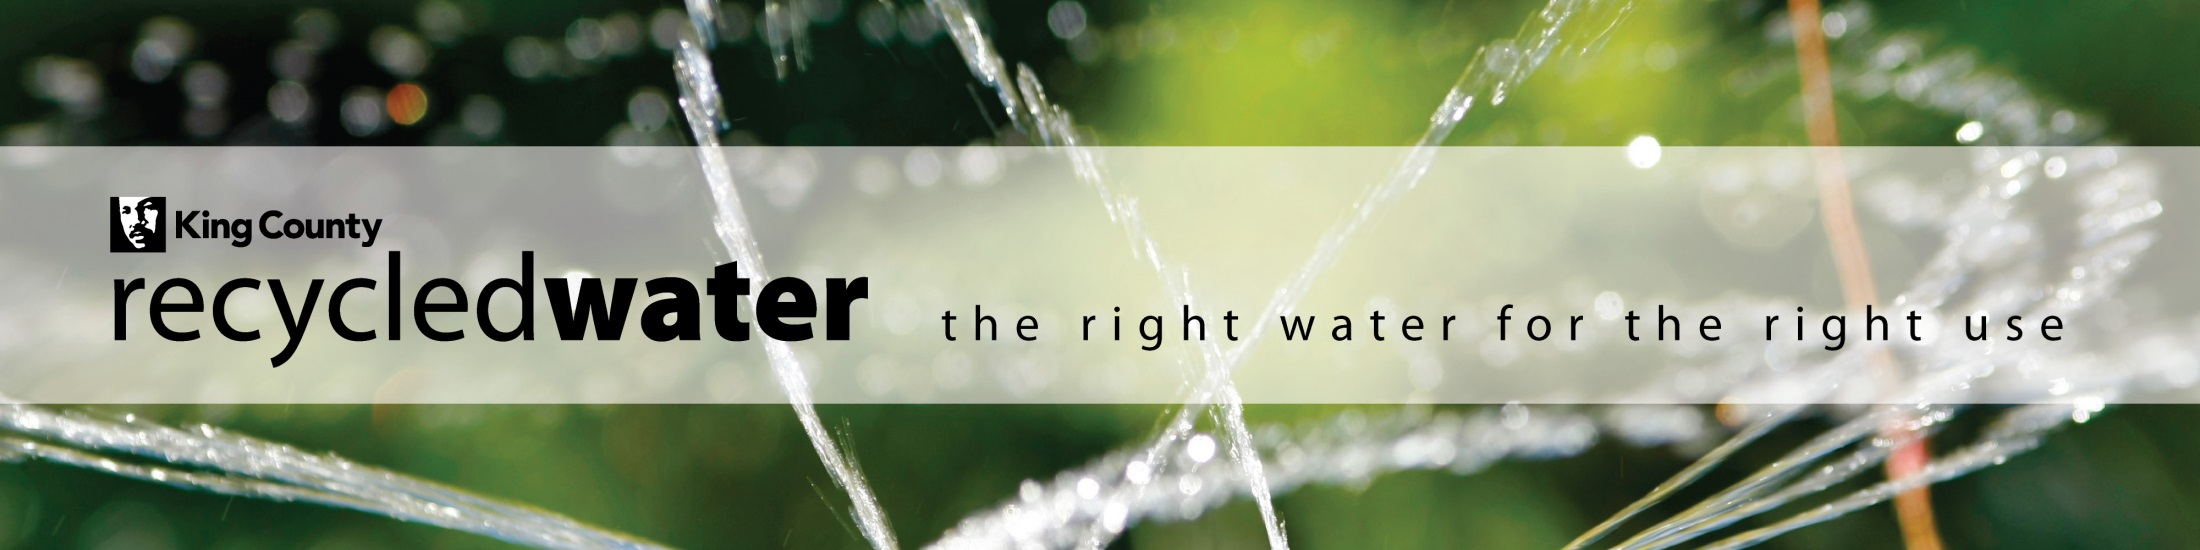 King County
recycledwater the right water for the right use